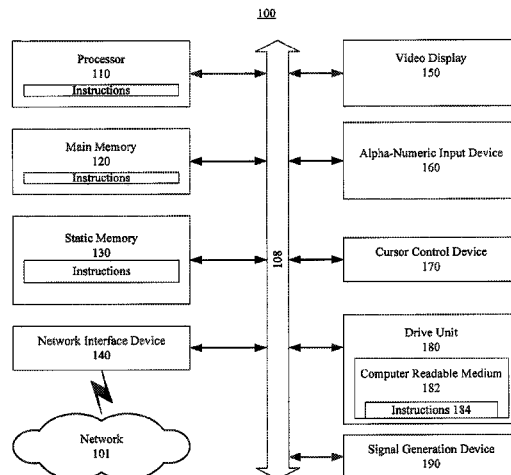 100
Processor
110
Instructions
Main Memory
120
Instructions
Static Memory
130
Instructions
Network Interface Device
140
Network
101
108
Video Display
150
Alpha-Numeric Input Device
160
Cursor Control Device
170
Drive Unit
180
Computer Readable Medium
182
Instructions 184
Signal Generation Device
190